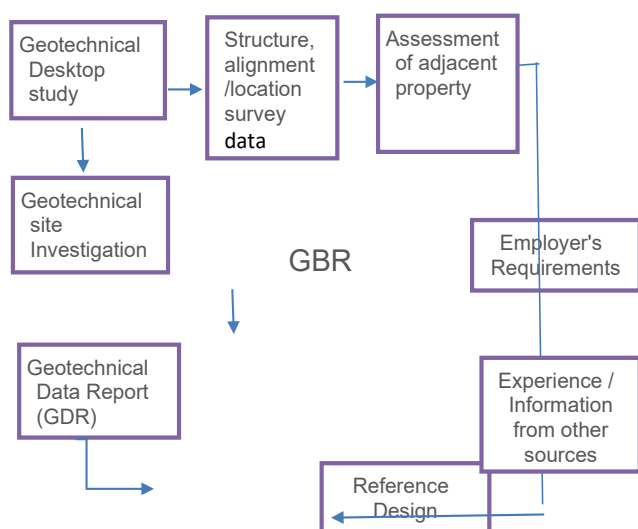 Geotechnical
Desktop
study
Structure,
alignment
/location
survey
data
Assessment
of adjacent
property
Geotechnical
site
Investigation
GBR
Employer's
Requirements
Geotechnical
Data Report
(GDR)
Experience /
Information
from other
sources
Reference
Design